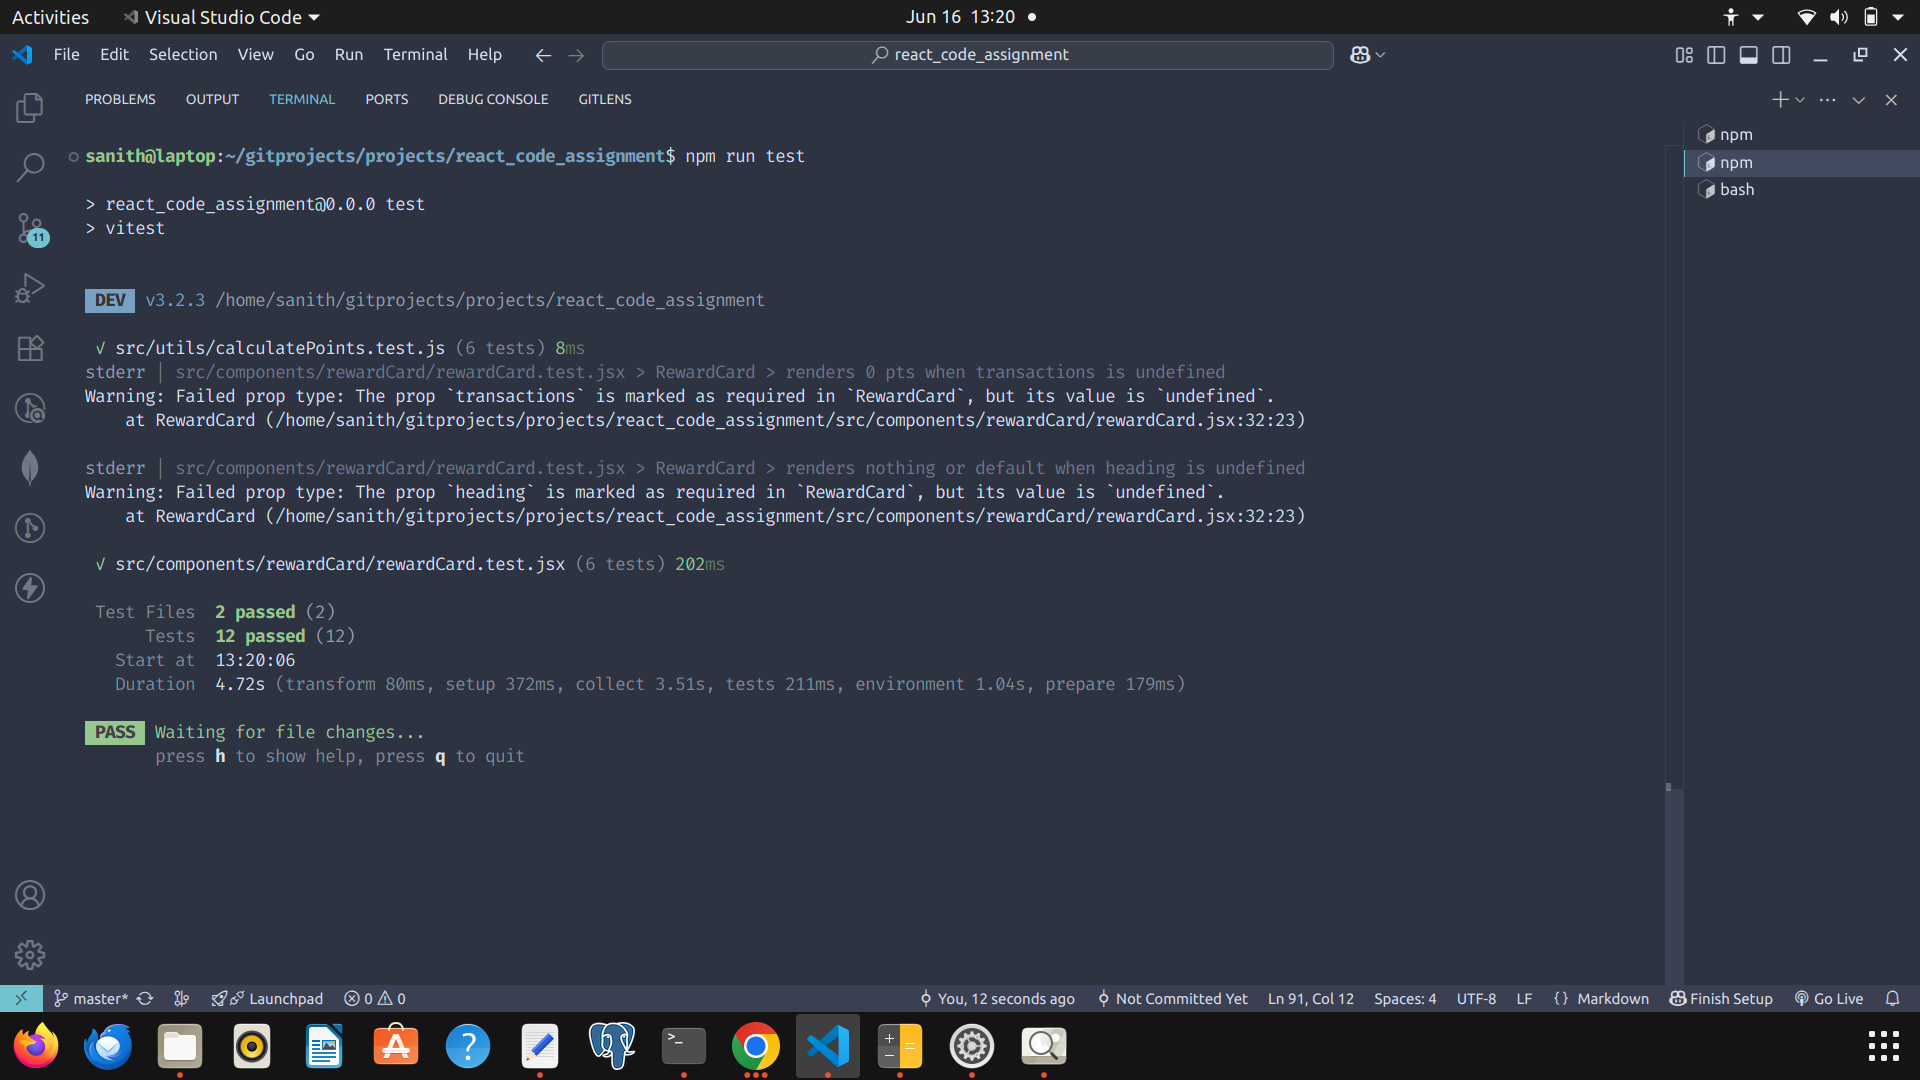 Activities Visual Studio Code Jun 16 13:20
File Edit Selection View Go Run Terminal Help react_code_assignment
PROBLEMS OUTPUT TERMINAL PORTS DEBUG CONSOLE GITLENS
npm
npm
bash
sanith@laptop:~/gitprojects/projects/react_code_assignment$ npm run test
> react_code_assignment@0.0.0 test
> vitest
11
DEV v3.2.3 /home/sanith/gitprojects/projects/react_code_assignment
√ src/utils/calculatePoints.test.js (6 tests) 8ms
stderr | src/components/rewardCard/rewardCard.test.jsx > RewardCard > renders 0 pts when transactions is undefined
Warning: Failed prop type: The prop `transactions` is marked as required in `RewardCard`, but its value is `undefined`.
at RewardCard (/home/sanith/gitprojects/projects/react_code_assignment/src/components/rewardCard/rewardCard.jsx:32:23)
stderr | src/components/rewardCard/rewardCard.test.jsx > RewardCard > renders nothing or default when heading is undefined
Warning: Failed prop type: The prop `heading` is marked as required in `RewardCard`, but its value is `undefined`.
at RewardCard (/home/sanith/gitprojects/projects/react_code_assignment/src/components/rewardCard/rewardCard.jsx:32:23)
√ src/components/rewardCard/rewardCard.test.jsx (6 tests) 202ms
Test Files 2 passed (2)
Tests 12 passed (12)
Start at 13:20:06
Duration 4.72s (transform 80ms, setup 372ms, collect 3.51s, tests 211ms, environment 1.04s, prepare 179ms)
PASS Waiting for file changes...
press h to show help, press q to quit
master* Launchpad 0 0 You, 12 seconds ago Not Committed Yet Ln 91, Col 12 Spaces: 4 UTF-8 LF {} Markdown Finish Setup Go Live